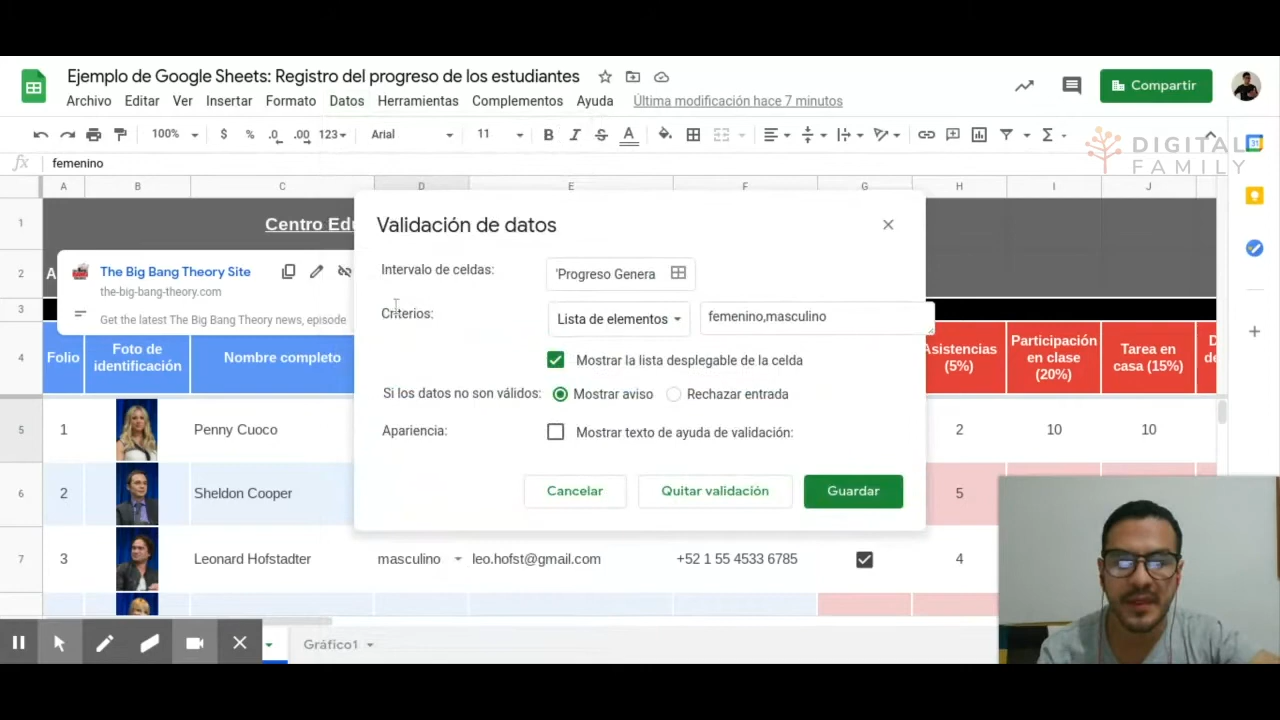 Ejemplo de Google Sheets: Registro del progreso de los estudiantes
Compartir
Archivo Editar Ver Insertar Formato Datos Herramientas Complementos Ayuda Última modificación hace 7 minutos
100% $ % .0 .00 123 Arial 11 B I S A
DIGITAL
FAMILY
fx femenino
A B C D E F G H I J
1
Centro Edu
Validación de datos
2
A
The Big Bang Theory Site
the-big-bang-theory.com
Get the latest The Big Bang Theory news, episode
Intervalo de celdas: 'Progreso Genera
3
Criterios: Lista de elementos femenino,masculino
Mostrar la lista desplegable de la celda
Si los datos no son válidos: Mostrar aviso Rechazar entrada
Apariencia: Mostrar texto de ayuda de validación:
Cancelar Quitar validación Guardar
4 Folio Foto de identificación Nombre completo Asistencias (5%) Participación en clase (20%) Tarea en casa (15%)
5 1 Penny Cuoco 2 10 10
6 2 Sheldon Cooper 5
7 3 Leonard Hofstadter masculino leo.hofst@gmail.com +52 1 55 4533 6785 4
Gráfico1